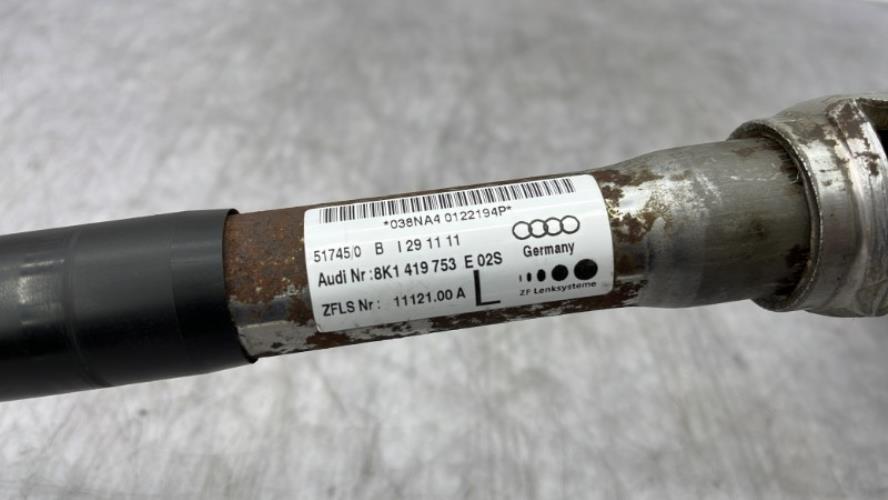 *038NA4 0122194P*
51745/0 B I 29 11 11
Audi Nr:8K1 419 753 E 02S
ZFLS Nr: 11121.00 A L
Germany
ZF Lenksysteme